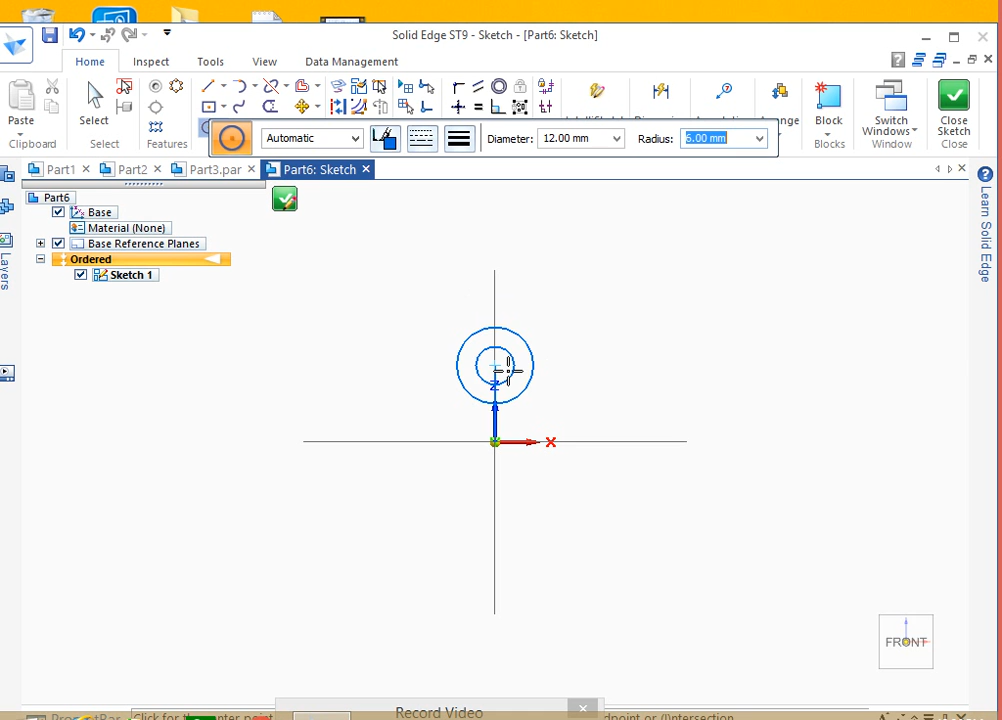 Solid Edge ST9 - Sketch - [Part6: Sketch]
Home Inspect Tools View Data Management
Paste Select Block Switch Windows Close Sketch
Clipboard Select Features Blocks Window Close
Automatic Diameter: 12.00 mm Radius: 6.00 mm
Part1 Part2 Part3.par Part6: Sketch
Part6
Base
Material (None)
Base Reference Planes
Ordered
Sketch 1
Layers
Learn Solid Edge
Z
X
FRONT
Record Video